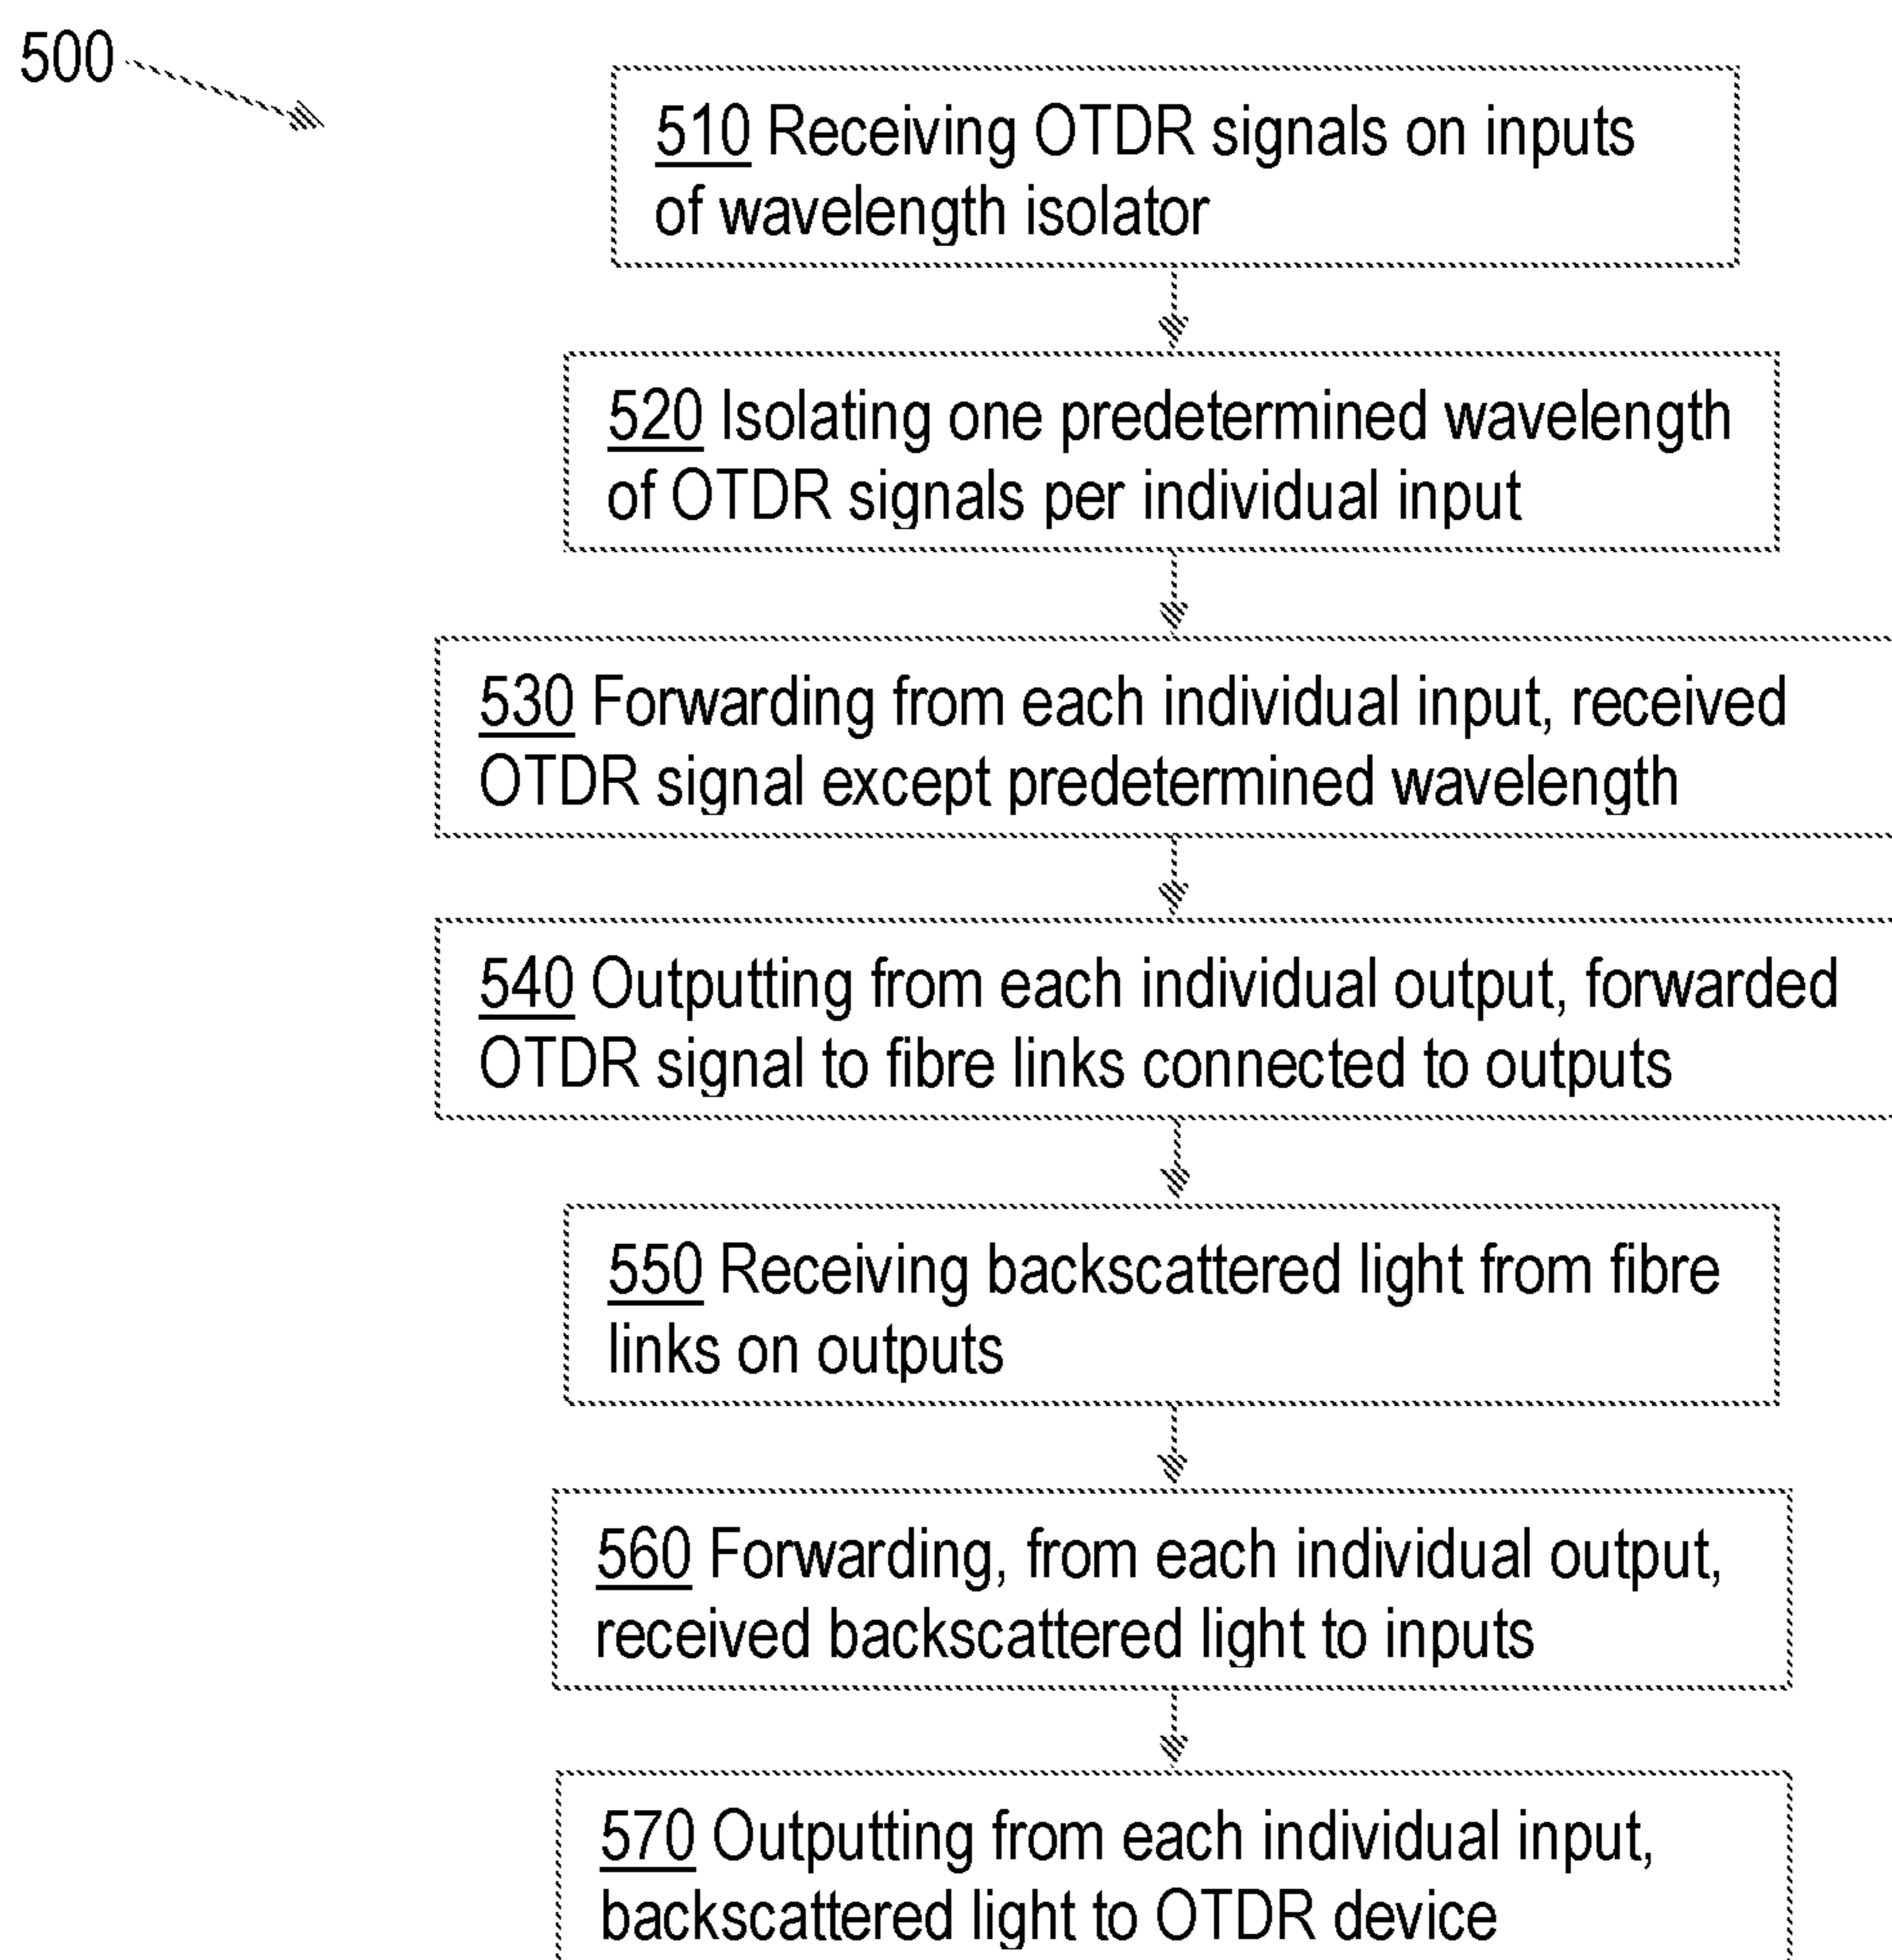 500
510 Receiving OTDR signals on inputs
of wavelength isolator
520 Isolating one predetermined wavelength
of OTDR signals per individual input
530 Forwarding from each individual input, received
OTDR signal except predetermined wavelength
540 Outputting from each individual output, forwarded
OTDR signal to fibre links connected to outputs
550 Receiving backscattered light from fibre
links on outputs
560 Forwarding, from each individual output,
received backscattered light to inputs
570 Outputting from each individual input,
backscattered light to OTDR device